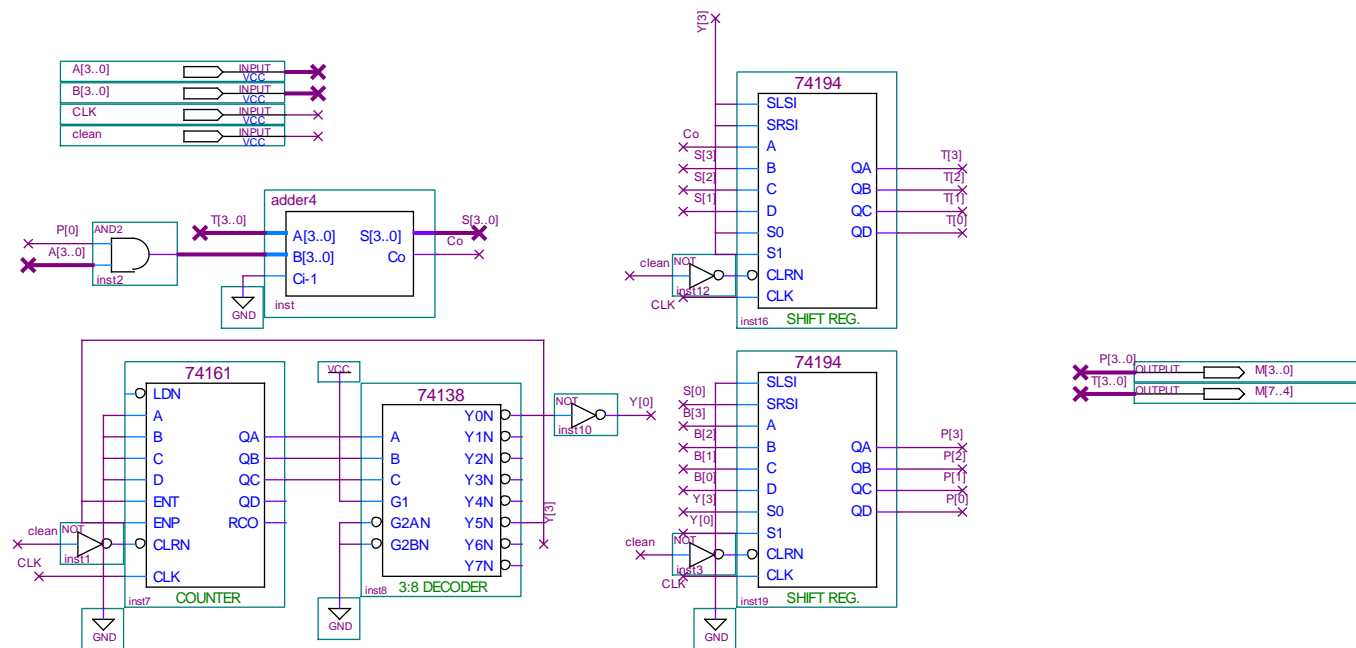 A[3..0] INPUT VCC
B[3..0] INPUT VCC
CLK INPUT VCC
clean INPUT VCC
P[0]
A[3..0]
AND2
inst2
adder4
T[3..0]
A[3..0] S[3..0]
B[3..0] Co
Ci-1
inst
S[3..0]
Co
GND
Y[3]
74194
SLSI
SRSI
Co A
S[3] B QA T[3]
S[2] C QB T[2]
S[1] D QC T[1]
S0 QD T[0]
S1
clean NOT CLRN
inst12
CLK CLK
inst16 SHIFT REG.
74161
LDN
A
B QA
C QB
D QC
ENT QD
ENP RCO
clean NOT CLRN
inst1
CLK CLK
inst7 COUNTER
GND
VCC
74138
Y0N
A Y1N
B Y2N
C Y3N
G1 Y4N
G2AN Y5N
G2BN Y6N
Y7N
inst8 3:8 DECODER
GND
Y[3]
NOT
inst10
Y[0]
74194
SLSI
S[0] SRSI
B[3] A
B[2] B QA P[3]
B[1] C QB P[2]
B[0] D QC P[1]
Y[3] S0 QD P[0]
Y[0] S1
clean NOT CLRN
inst3
CLK CLK
inst19 SHIFT REG.
GND
P[3..0] OUTPUT M[3..0]
T[3..0] OUTPUT M[7..4]